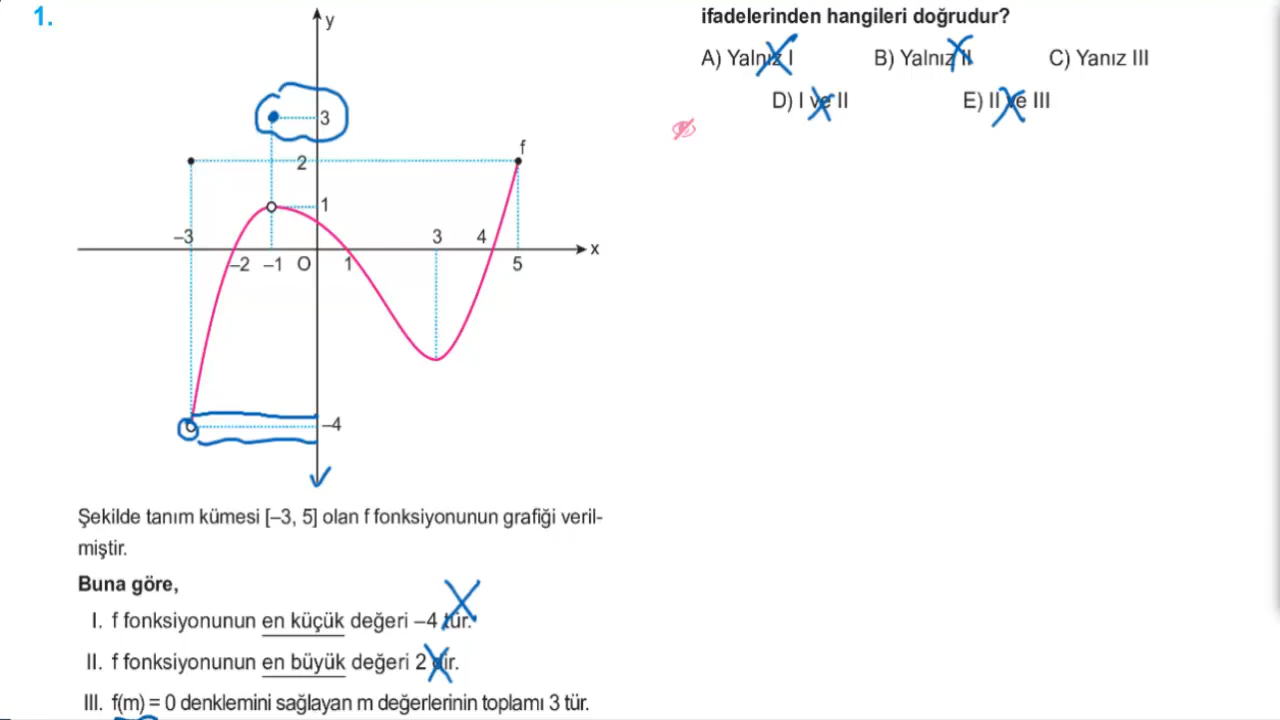 1.
y
3
f
2
1
-3
3
4
x
-2
-1
O
1
5
-4
Şekilde tanım kümesi [-3, 5] olan f fonksiyonunun grafiği veril-
miştir.
Buna göre,
I. f fonksiyonunun en küçük değeri -4 tür.
II. f fonksiyonunun en büyük değeri 2 dir.
III. f(m) = 0 denklemini sağlayan m değerlerinin toplamı 3 tür.
ifadelerinden hangileri doğrudur?
A) Yalnız I B) Yalnız II C) Yanız III
D) I ve II E) II ve III